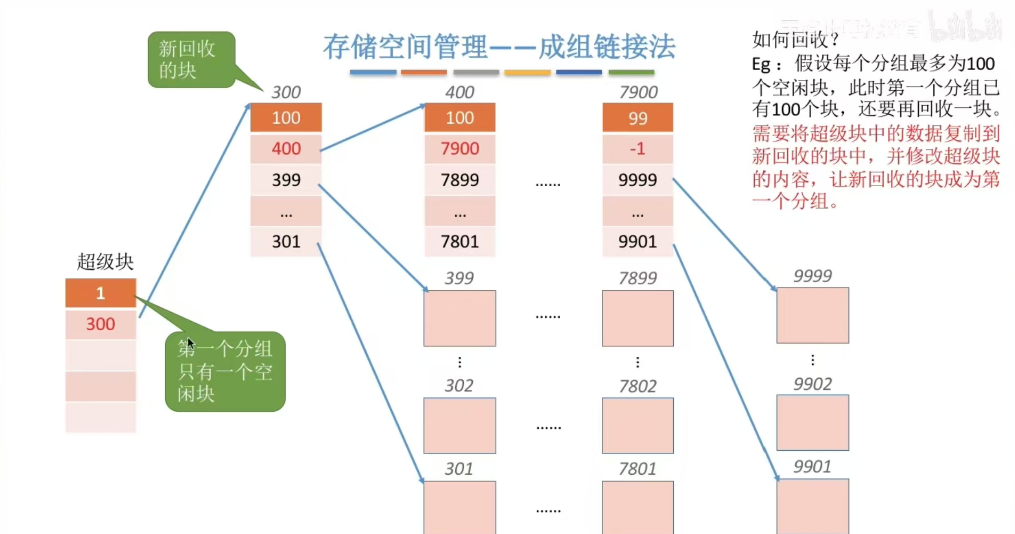 存储空间管理——成组链接法
bilibili
如何回收？
Eg：假设每个分组最多为100
个空闲块，此时第一个分组已
有100个块，还要再回收一块。
需要将超级块中的数据复制到
新回收的块中，并修改超级块
的内容，让新回收的块成为第
一个分组。
新回收
的块
300
100
400
399
...
301
400
100
7900
7899
...
7801
......
7900
99
-1
9999
...
9901
超级块
1
300
第一个分组
只有一个空
闲块
399
......
7899
9999
...
...
...
302
......
7802
9902
301
......
7801
9901